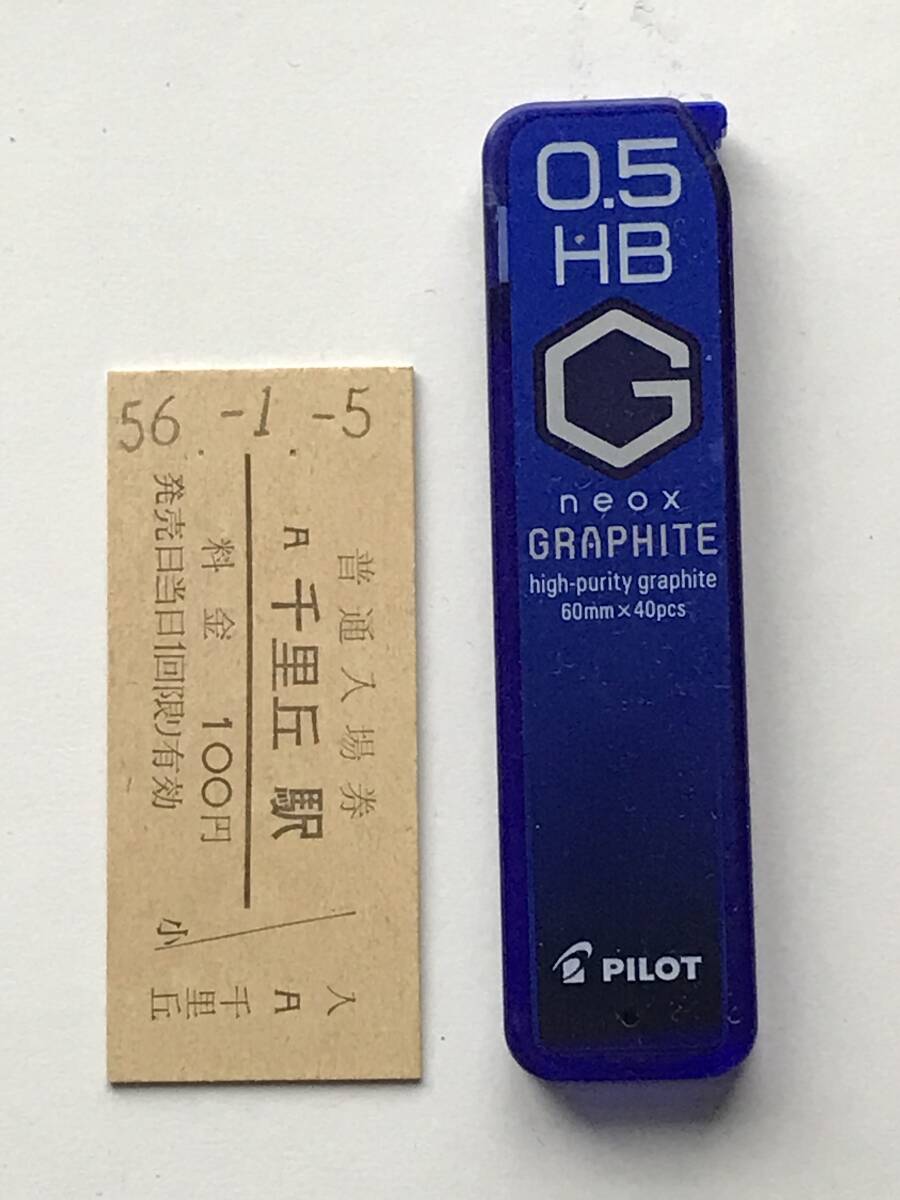 56. -1. -5
普通入場券
A 千里丘 駅
料金 100円
発売日当日1回限り有効
小
入
A
千里丘
0.5
HB
G
neox
GRAPHITE
high-purity graphite
60mm×40pcs
PILOT